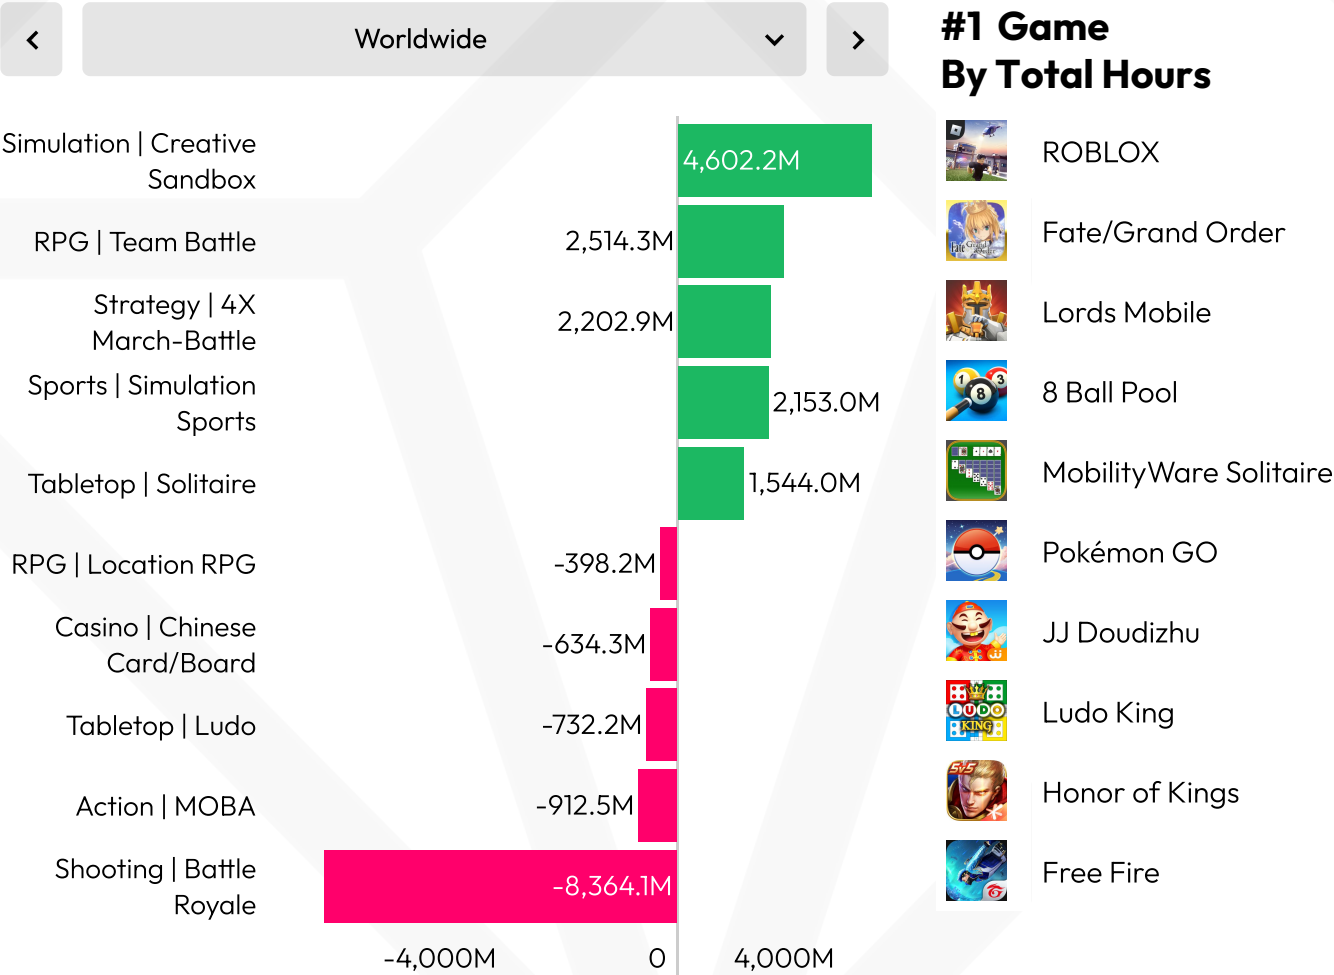 Worldwide
#1 Game
By Total Hours
Simulation | Creative
Sandbox
4,602.2M
ROBLOX
RPG | Team Battle
2,514.3M
Fate/Grand Order
Strategy | 4X
March-Battle
2,202.9M
Lords Mobile
Sports | Simulation
Sports
2,153.0M
8 Ball Pool
Tabletop | Solitaire
1,544.0M
MobilityWare Solitaire
RPG | Location RPG
-398.2M
Pokémon GO
Casino | Chinese
Card/Board
-634.3M
JJ Doudizhu
Tabletop | Ludo
-732.2M
LUDO
KING
Ludo King
Action | MOBA
-912.5M
5v5
Honor of Kings
Shooting | Battle
Royale
-8,364.1M
Free Fire
-4,000M
0
4,000M